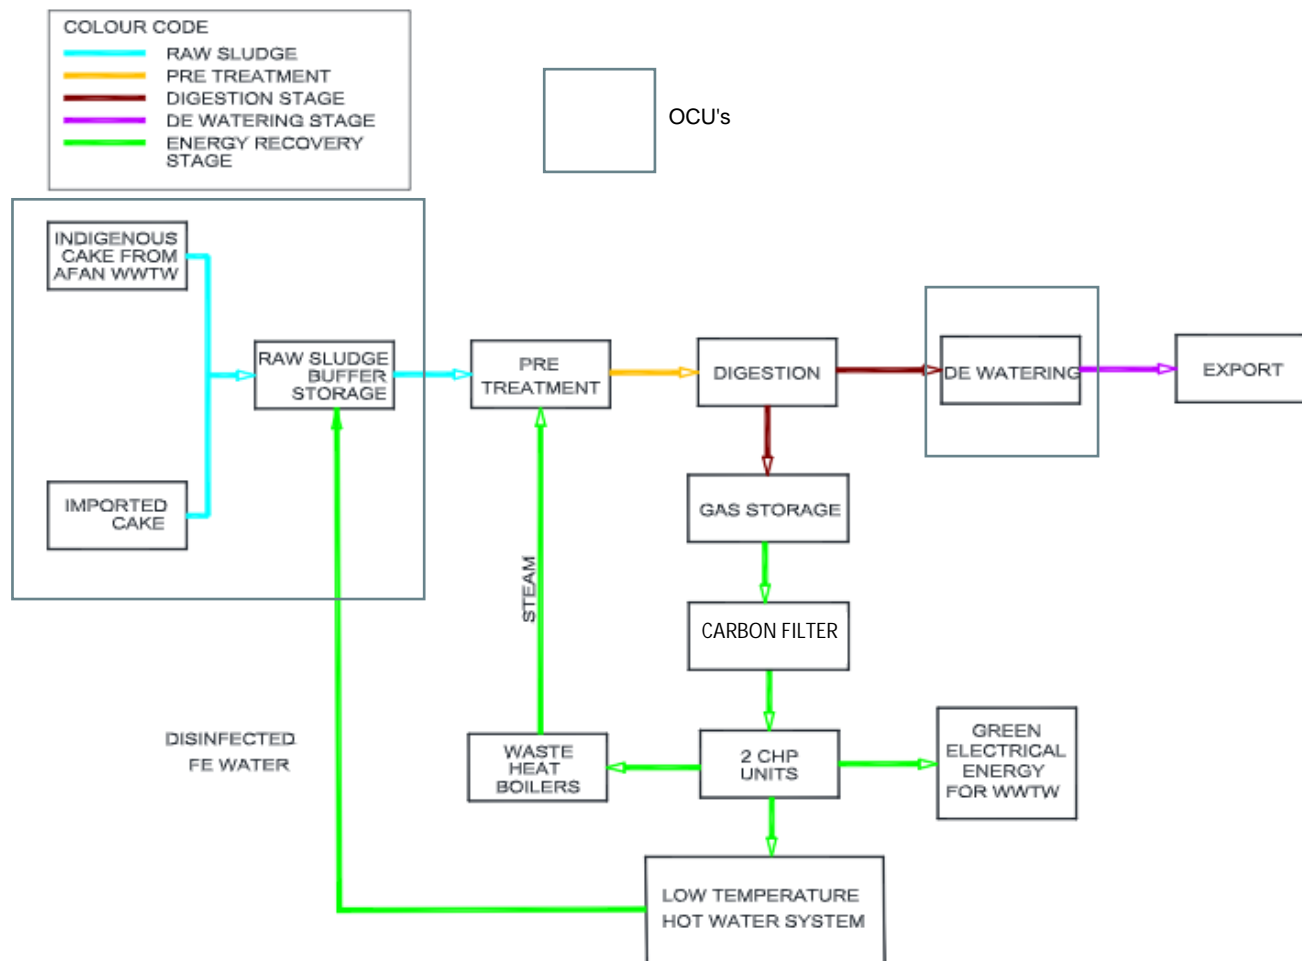 COLOUR CODE
RAW SLUDGE
PRE TREATMENT
DIGESTION STAGE
DE WATERING STAGE
ENERGY RECOVERY
STAGE
OCU's
INDIGENOUS
CAKE FROM
AFAN WWTW
RAW SLUDGE
BUFFER
STORAGE
PRE
TREATMENT
DIGESTION
DE WATERING
EXPORT
IMPORTED
CAKE
GAS STORAGE
STEAM
CARBON FILTER
DISINFECTED
FE WATER
WASTE
HEAT
BOILERS
2 CHP
UNITS
GREEN
ELECTRICAL
ENERGY
FOR WWTW
LOW TEMPERATURE
HOT WATER SYSTEM